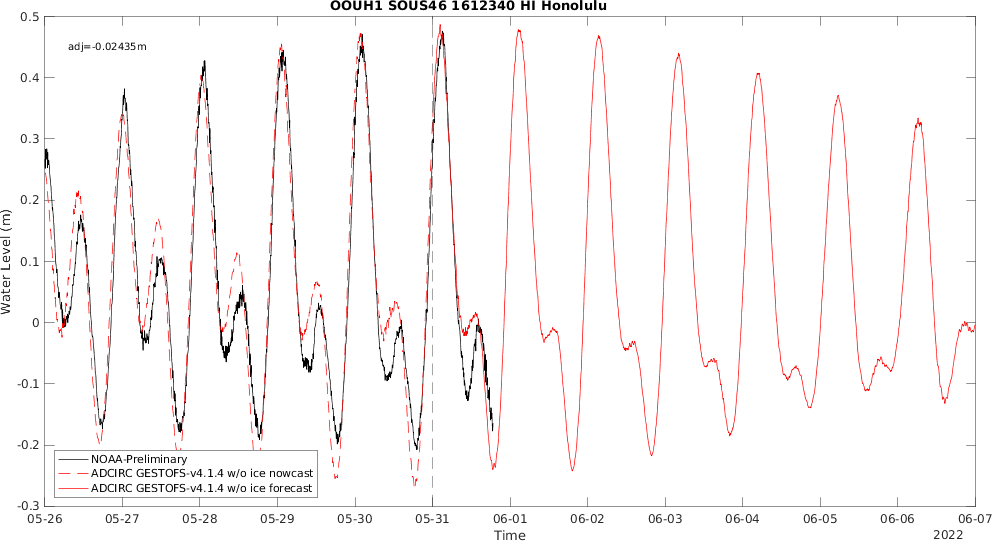 OOUH1 SOUS46 1612340 HI Honolulu
adj=-0.02435m
0.5
0.4
0.3
0.2
0.1
0
-0.1
-0.2
-0.3
Water Level (m)
NOAA-Preliminary
ADCIRC GESTOFS-v4.1.4 w/o ice nowcast
ADCIRC GESTOFS-v4.1.4 w/o ice forecast
05-26 05-27 05-28 05-29 05-30 05-31 06-01 06-02 06-03 06-04 06-05 06-06 06-07
Time
2022